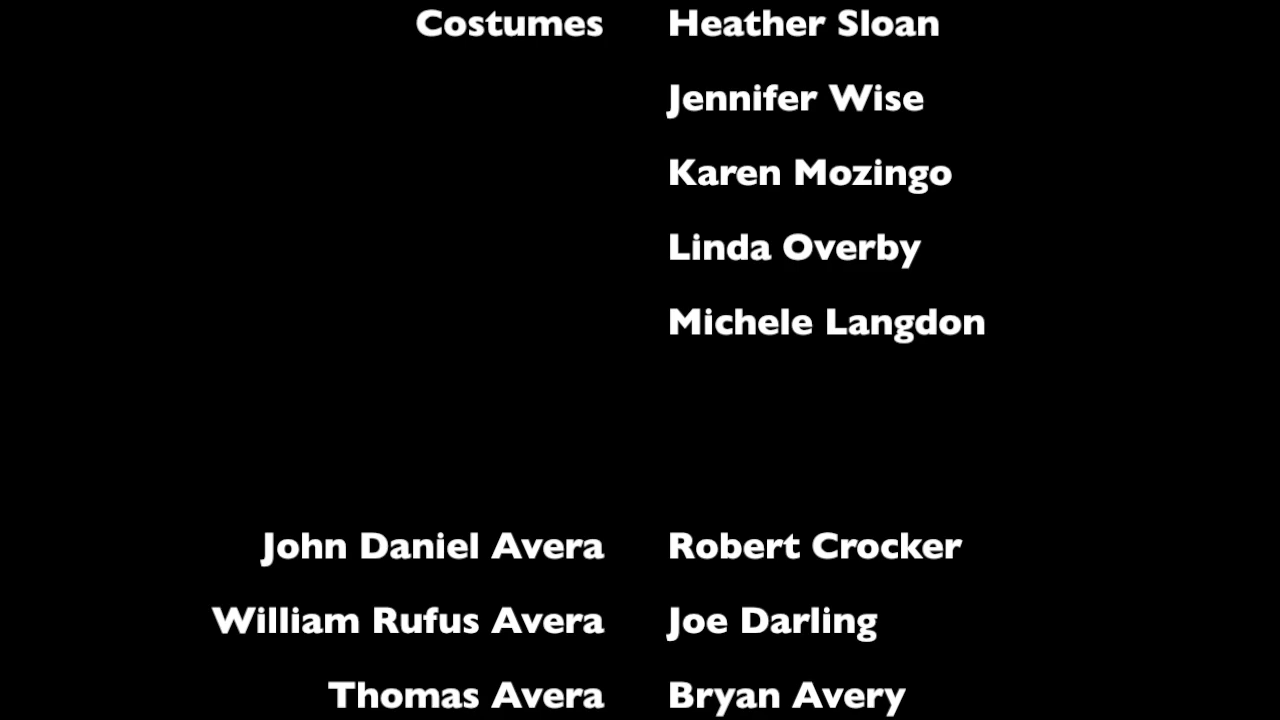 Costumes Heather Sloan
Jennifer Wise
Karen Mozingo
Linda Overby
Michele Langdon
John Daniel Avera Robert Crocker
William Rufus Avera Joe Darling
Thomas Avera Bryan Avery